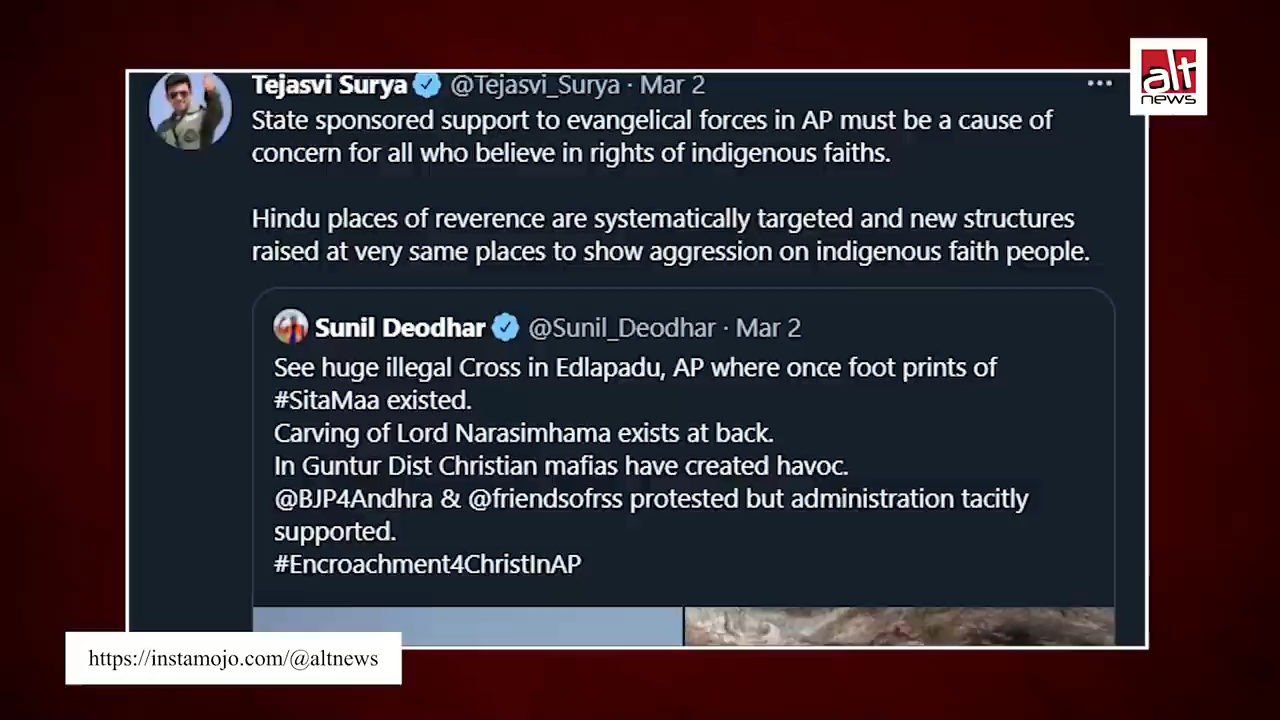 Tejasvi Surya @Tejasvi_Surya · Mar 2
alt
news
State sponsored support to evangelical forces in AP must be a cause of
concern for all who believe in rights of indigenous faiths.
Hindu places of reverence are systematically targeted and new structures
raised at very same places to show aggression on indigenous faith people.
Sunil Deodhar @Sunil_Deodhar · Mar 2
See huge illegal Cross in Edlapadu, AP where once foot prints of
#SitaMaa existed.
Carving of Lord Narasimhama exists at back.
In Guntur Dist Christian mafias have created havoc.
@BJP4Andhra & @friendsofrss protested but administration tacitly
supported.
#Encroachment4ChristInAP
https://instamojo.com/@altnews